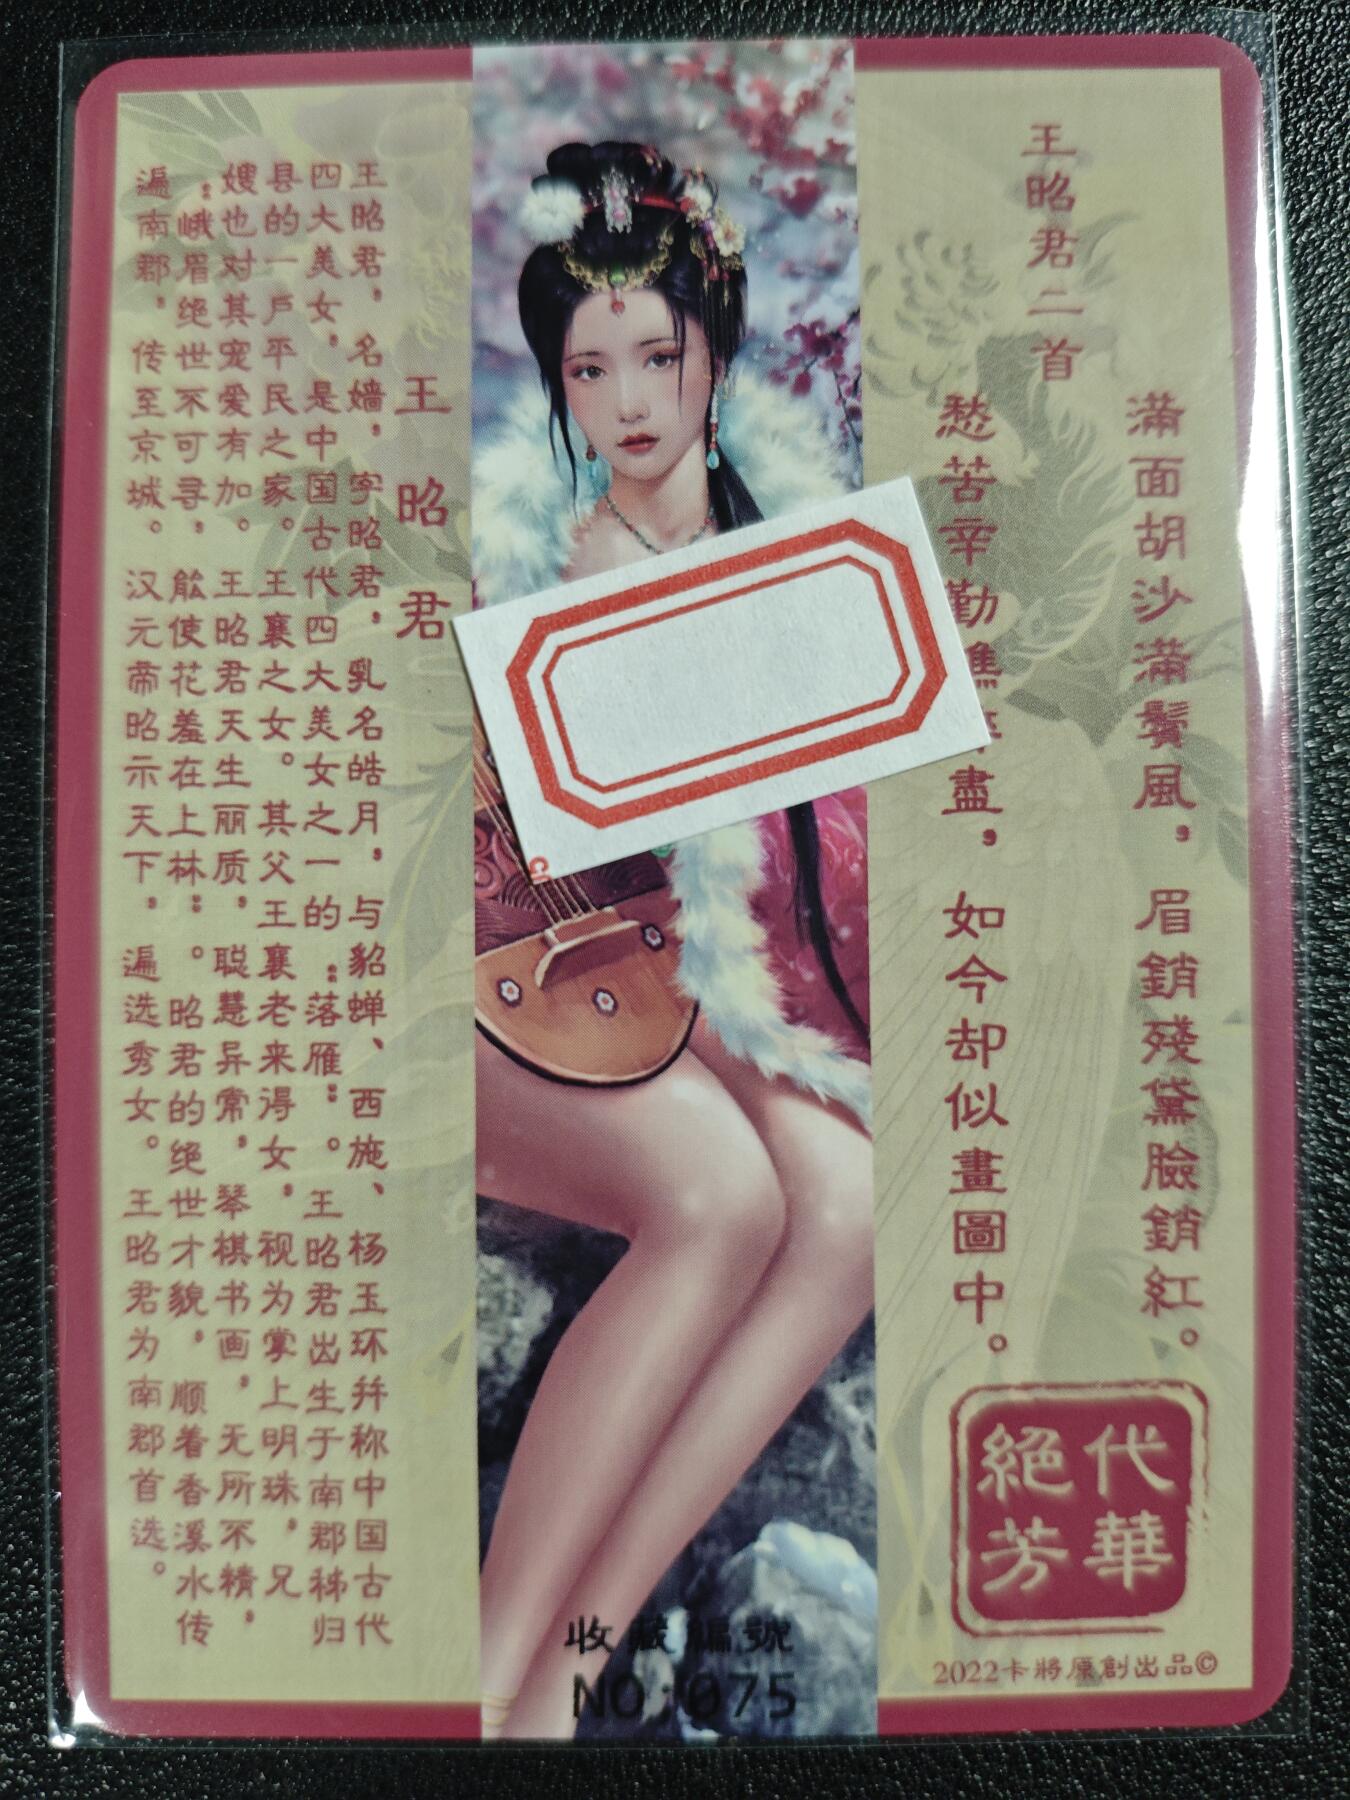 王昭君二首
滿面胡沙滿鬢風，眉銷殘黛臉銷紅。
愁苦辛勤憔盡，如今却似畫圖中。
絕代
芳華
2022卡將原創出品©
收藏編號
NO:075
王昭君
王昭君，名嫱，字昭君，乳名皓月，与貂蝉、西施、杨玉环并称中国古代
四大美女，是中国古代四大美女之一的“落雁”。王昭君出生于南郡秭归
县的一户平民之家。王襄之女。其父王襄老来得女，视为掌上明珠，兄
嫂也对其宠爱有加。王昭君天生丽质，聪慧异常，琴棋书画，无所不精，
“峨眉绝世不可寻，能使花羞在上林”。昭君的绝世才貌，顺着香溪水传
遍南郡，传至京城。汉元帝昭示天下，遍选秀女。王昭君为南郡首选。